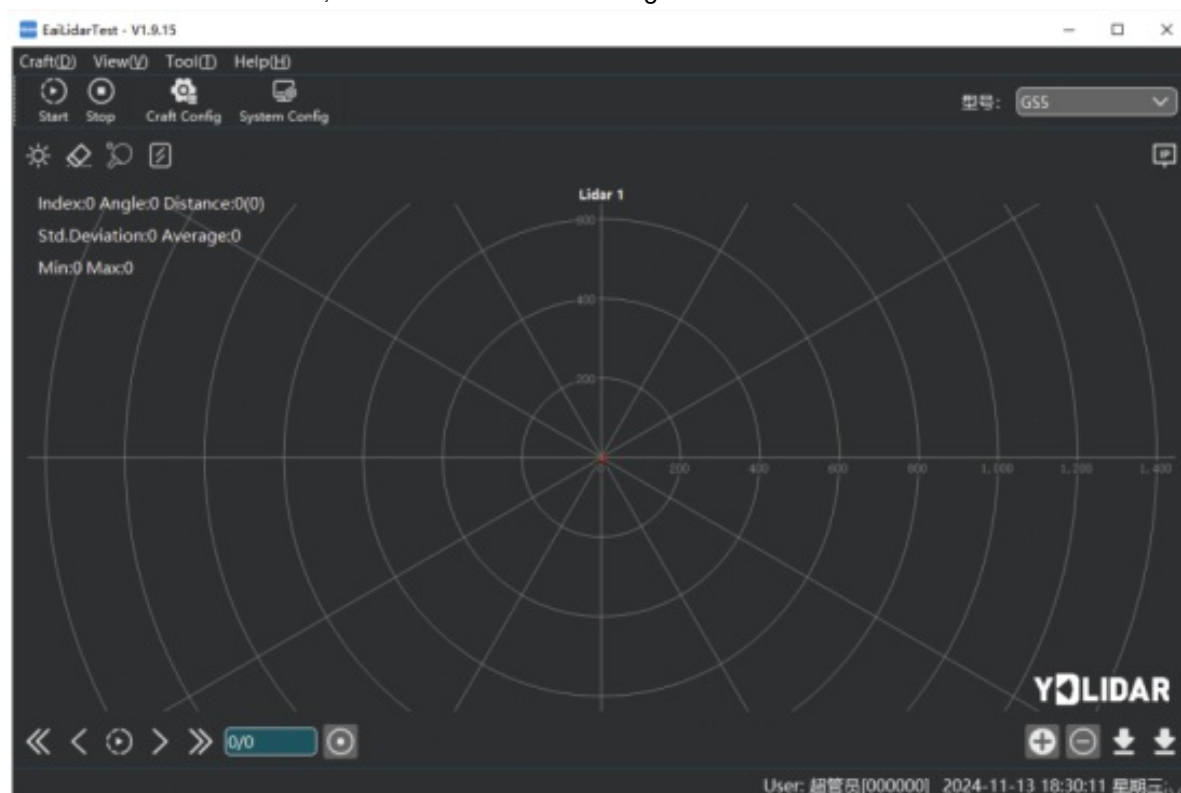 EaiLidarTest - V1.9.15
Craft(D) View(V) Tool(T) Help(H)
Start Stop Craft Config System Config
型号: GS5
Index:0 Angle:0 Distance:0(0)
Std.Deviation:0 Average:0
Min:0 Max:0
Lidar 1
600
400
200
0 200 400 600 800 1,000 1,200 1,400
YDLIDAR
0/0
User: 超管员[000000] 2024-11-13 18:30:11 星期三